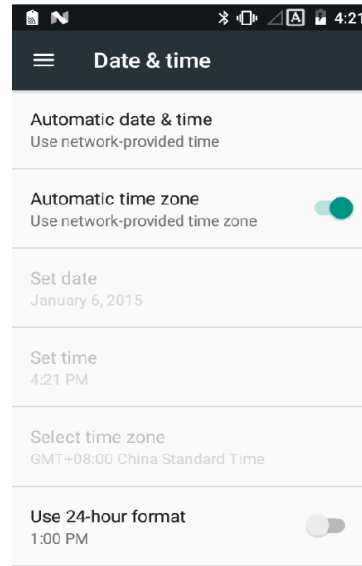 4:21
Date & time
Automatic date & time
Use network-provided time
Automatic time zone
Use network-provided time zone
Set date
January 6, 2015
Set time
4:21 PM
Select time zone
GMT+08:00 China Standard Time
Use 24-hour format
1:00 PM